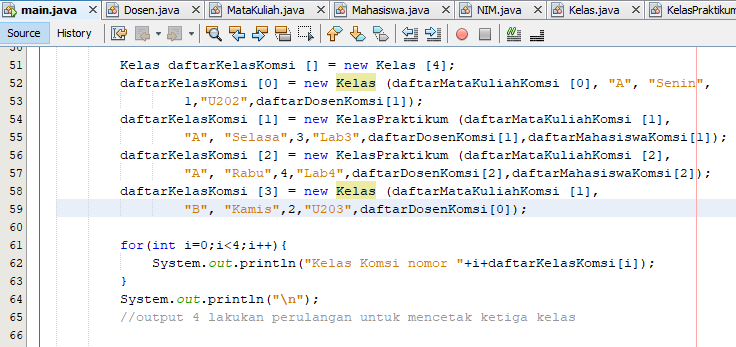 main.java Dosen.java MataKuliah.java Mahasiswa.java NIM.java Kelas.java KelasPraktikum
Source History
51 Kelas daftarKelasKomsi [] = new Kelas [4];
52 daftarKelasKomsi [0] = new Kelas (daftarMataKuliahKomsi [0], "A", "Senin",
53 1,"U202",daftarDosenKomsi[1]);
54 daftarKelasKomsi [1] = new KelasPraktikum (daftarMataKuliahKomsi [1],
55 "A", "Selasa",3,"Lab3",daftarDosenKomsi[1],daftarMahasiswaKomsi[1]);
56 daftarKelasKomsi [2] = new KelasPraktikum (daftarMataKuliahKomsi [2],
57 "A", "Rabu",4,"Lab4",daftarDosenKomsi[2],daftarMahasiswaKomsi[2]);
58 daftarKelasKomsi [3] = new Kelas (daftarMataKuliahKomsi [1],
59 "B", "Kamis",2,"U203",daftarDosenKomsi[0]);
60
61 for(int i=0;i<4;i++){
62 System.out.println("Kelas Komsi nomor "+i+daftarKelasKomsi[i]);
63 }
64 System.out.println("\n");
65 //output 4 lakukan perulangan untuk mencetak ketiga kelas
66